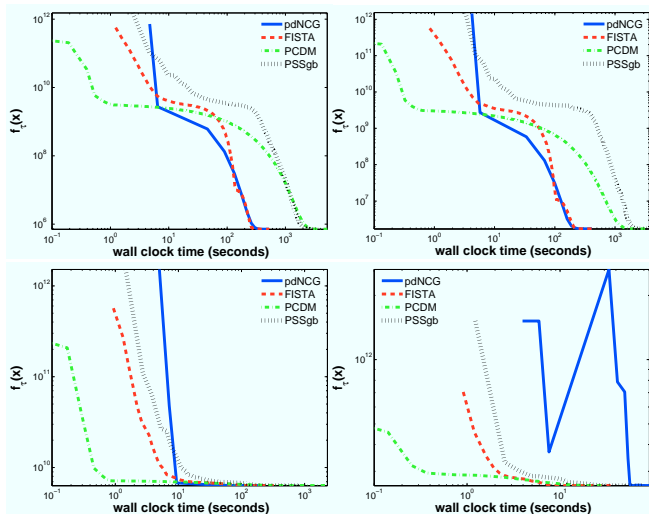 10^12
10^10
10^8
10^6
f_τ(x)
pdNCG
FISTA
PCDM
PSSgb
10^-1 10^0 10^1 10^2 10^3
wall clock time (seconds)
10^12
10^11
10^10
10^9
10^8
10^7
f_τ(x)
pdNCG
FISTA
PCDM
PSSgb
10^-1 10^0 10^1 10^2 10^3
wall clock time (seconds)
10^12
10^11
10^10
f_τ(x)
pdNCG
FISTA
PCDM
PSSgb
10^-1 10^0 10^1 10^2 10^3
wall clock time (seconds)
10^12
f_τ(x)
pdNCG
FISTA
PCDM
PSSgb
10^0 10^1
wall clock time (seconds)